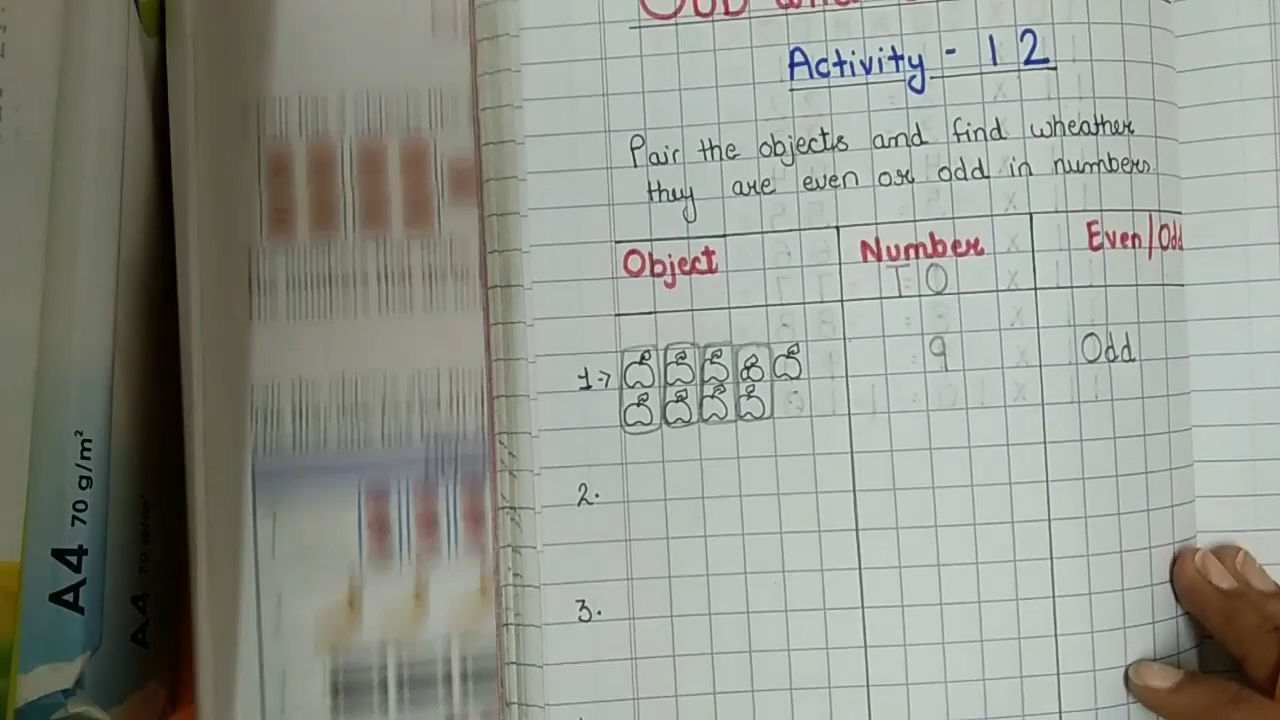 Activity - 12
Pair the objects and find wheather
they are even or odd in numbers.
Object Number Even/Odd
T O
1 9 Odd
2.
3.
A4 70 g/m²